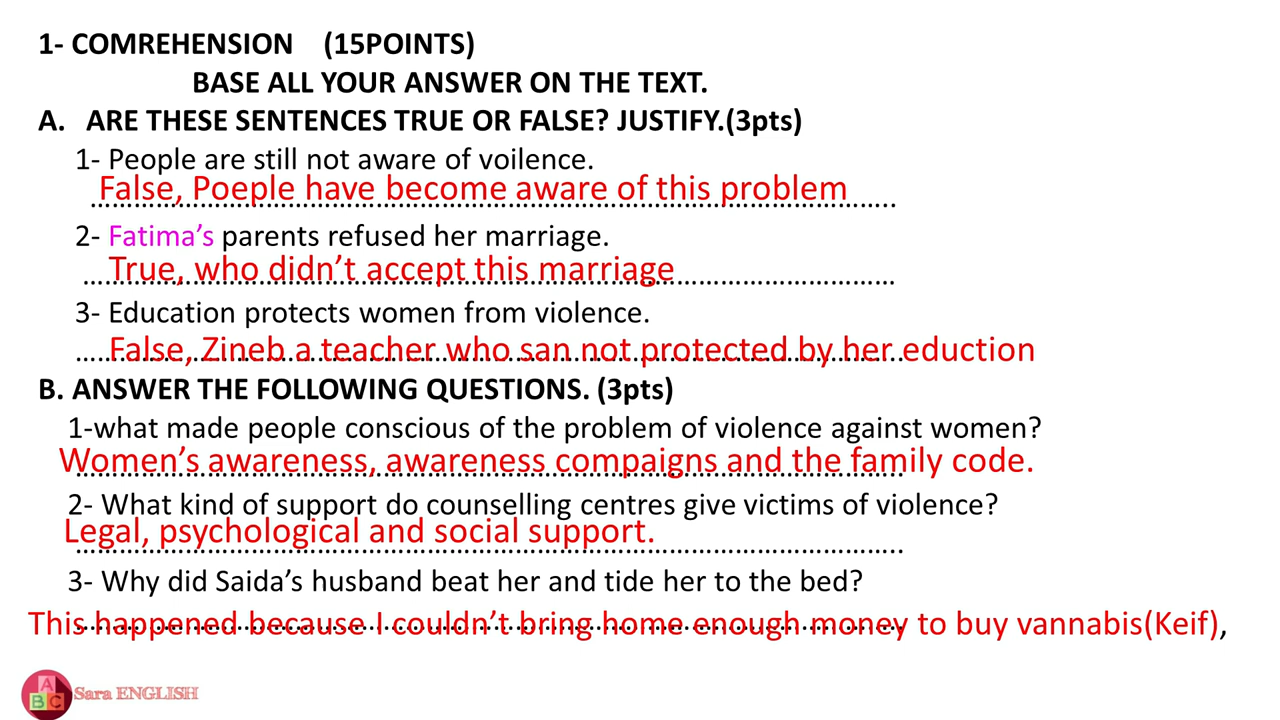 1- COMREHENSION (15POINTS)
BASE ALL YOUR ANSWER ON THE TEXT.
A. ARE THESE SENTENCES TRUE OR FALSE? JUSTIFY.(3pts)
1- People are still not aware of voilence.
False, Poeple have become aware of this problem
2- Fatima's parents refused her marriage.
True, who didn't accept this marriage
3- Education protects women from violence.
False, Zineb a teacher who san not protected by her eduction
B. ANSWER THE FOLLOWING QUESTIONS. (3pts)
1-what made people conscious of the problem of violence against women?
Women's awareness, awareness compaigns and the family code.
2- What kind of support do counselling centres give victims of violence?
Legal, psychological and social support.
3- Why did Saida's husband beat her and tide her to the bed?
This happened because I couldn't bring home enough money to buy vannabis(Keif),
ABC Sara ENGLISH